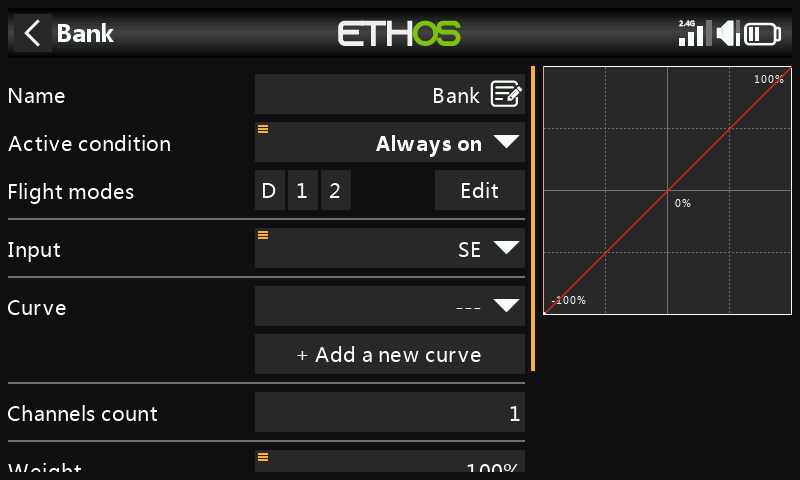 Bank
ETHOS
2.4G
Name
Bank
Active condition
Always on
Flight modes
D 1 2
Edit
Input
SE
Curve
---
+ Add a new curve
Channels count
1
Weight
100%
100%
0%
-100%